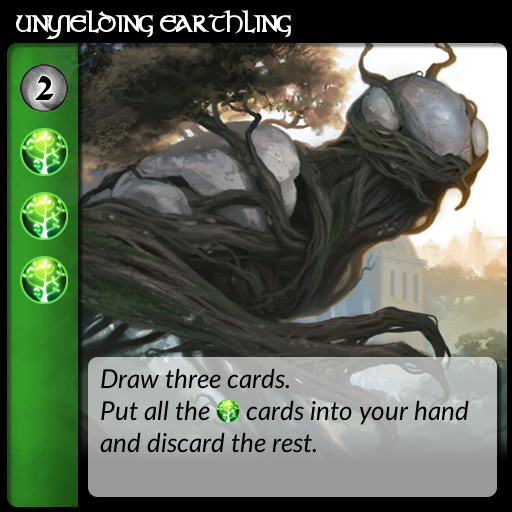 Unyielding Earthling
2
Draw three cards.
Put all the cards into your hand
and discard the rest.